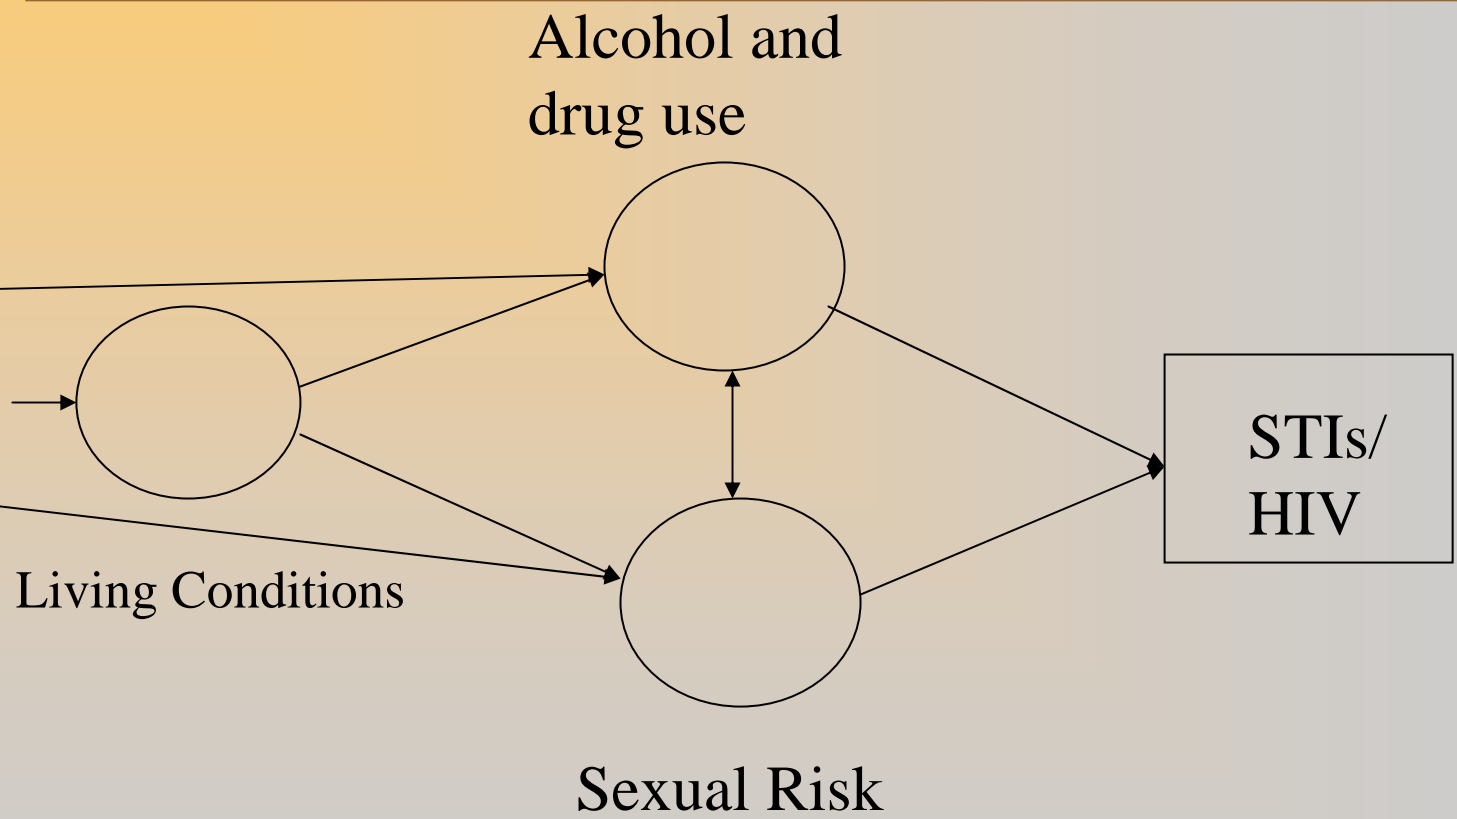 Alcohol and
drug use
STIs/
HIV
Living Conditions
Sexual Risk